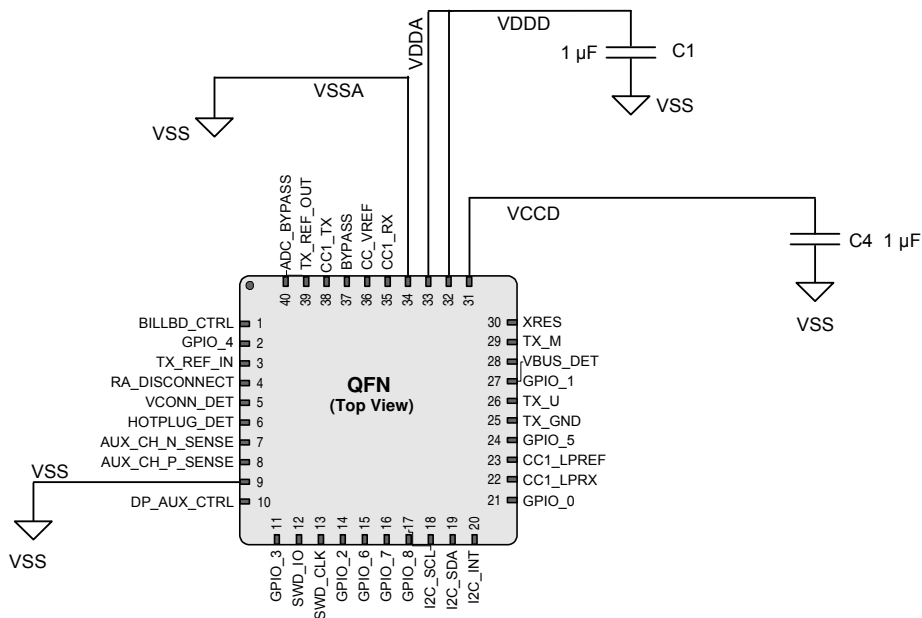 VDDD
VDDA
1 µF
C1
VSS
VSSA
VSS
VCCD
C4 1 µF
VSS
ADC_BYPASS
TX_REF_OUT
CC1_TX
BYPASS
CC_VREF
CC1_RX
40
39
38
37
36
35
34
33
32
31
BILLBD_CTRL 1
GPIO_4 2
TX_REF_IN 3
RA_DISCONNECT 4
VCONN_DET 5
HOTPLUG_DET 6
AUX_CH_N_SENSE 7
AUX_CH_P_SENSE 8
VSS
9
DP_AUX_CTRL 10
VSS
QFN
(Top View)
30 XRES
29 TX_M
28 VBUS_DET
27 GPIO_1
26 TX_U
25 TX_GND
24 GPIO_5
23 CC1_LPREF
22 CC1_LPRX
21 GPIO_0
11
12
13
14
15
16
17
18
19
20
GPIO_3
SWD_IO
SWD_CLK
GPIO_2
GPIO_6
GPIO_7
GPIO_8
I2C_SCL
I2C_SDA
I2C_INT